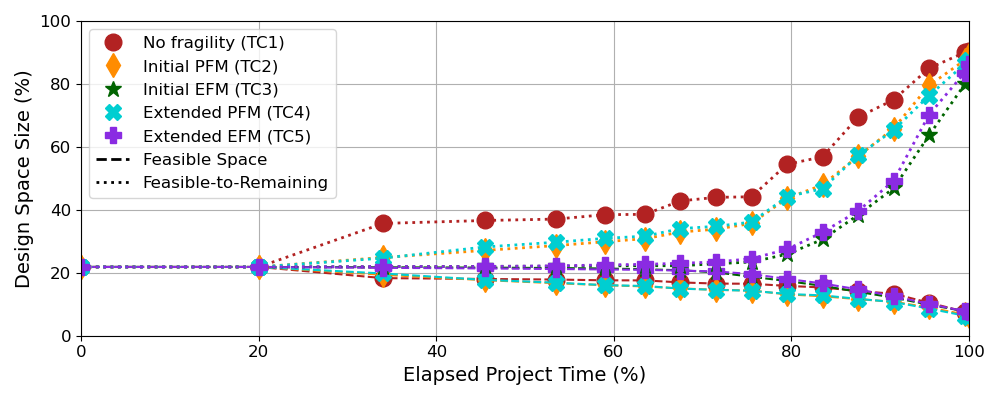 100
80
60
40
20
0
Design Space Size (%)
No fragility (TC1)
Initial PFM (TC2)
Initial EFM (TC3)
Extended PFM (TC4)
Extended EFM (TC5)
Feasible Space
Feasible-to-Remaining
0 20 40 60 80 100
Elapsed Project Time (%)